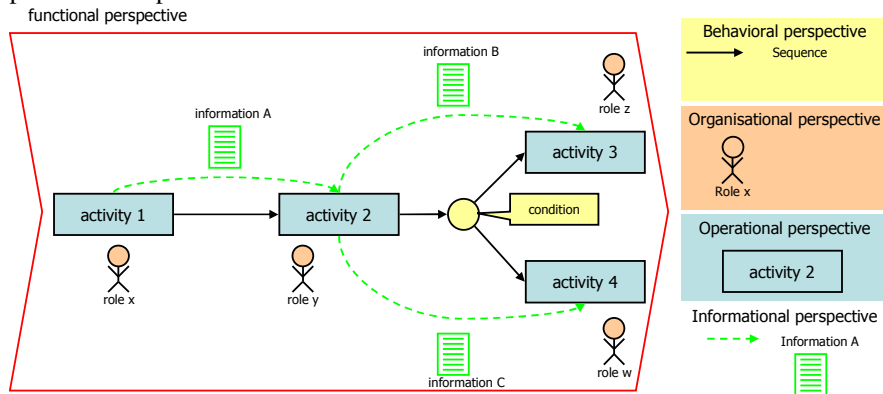 functional perspective
information B
role z
information A
activity 3
activity 1
activity 2
condition
role x
role y
activity 4
role w
information C
Behavioral perspective
Sequence
Organisational perspective
Role x
Operational perspective
activity 2
Informational perspective
Information A